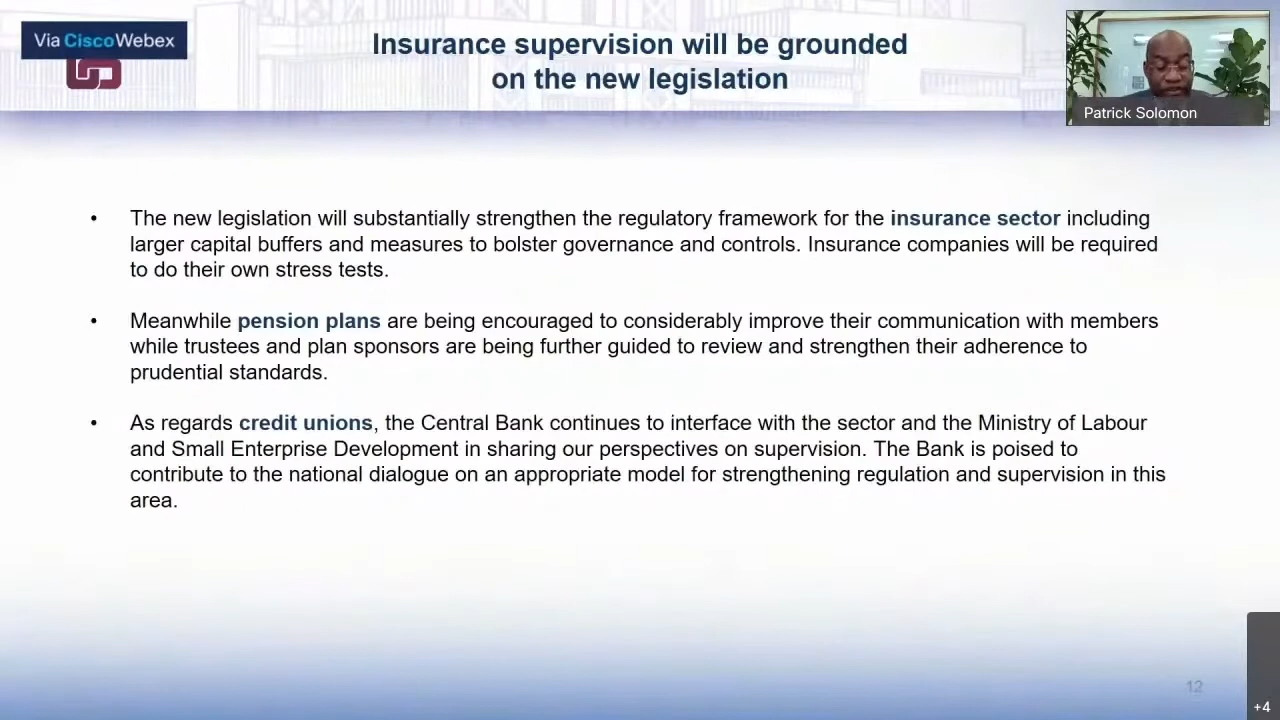 Via CiscoWebex
Insurance supervision will be grounded
on the new legislation
Patrick Solomon
• The new legislation will substantially strengthen the regulatory framework for the insurance sector including
larger capital buffers and measures to bolster governance and controls. Insurance companies will be required
to do their own stress tests.
• Meanwhile pension plans are being encouraged to considerably improve their communication with members
while trustees and plan sponsors are being further guided to review and strengthen their adherence to
prudential standards.
• As regards credit unions, the Central Bank continues to interface with the sector and the Ministry of Labour
and Small Enterprise Development in sharing our perspectives on supervision. The Bank is poised to
contribute to the national dialogue on an appropriate model for strengthening regulation and supervision in this
area.
12
+4